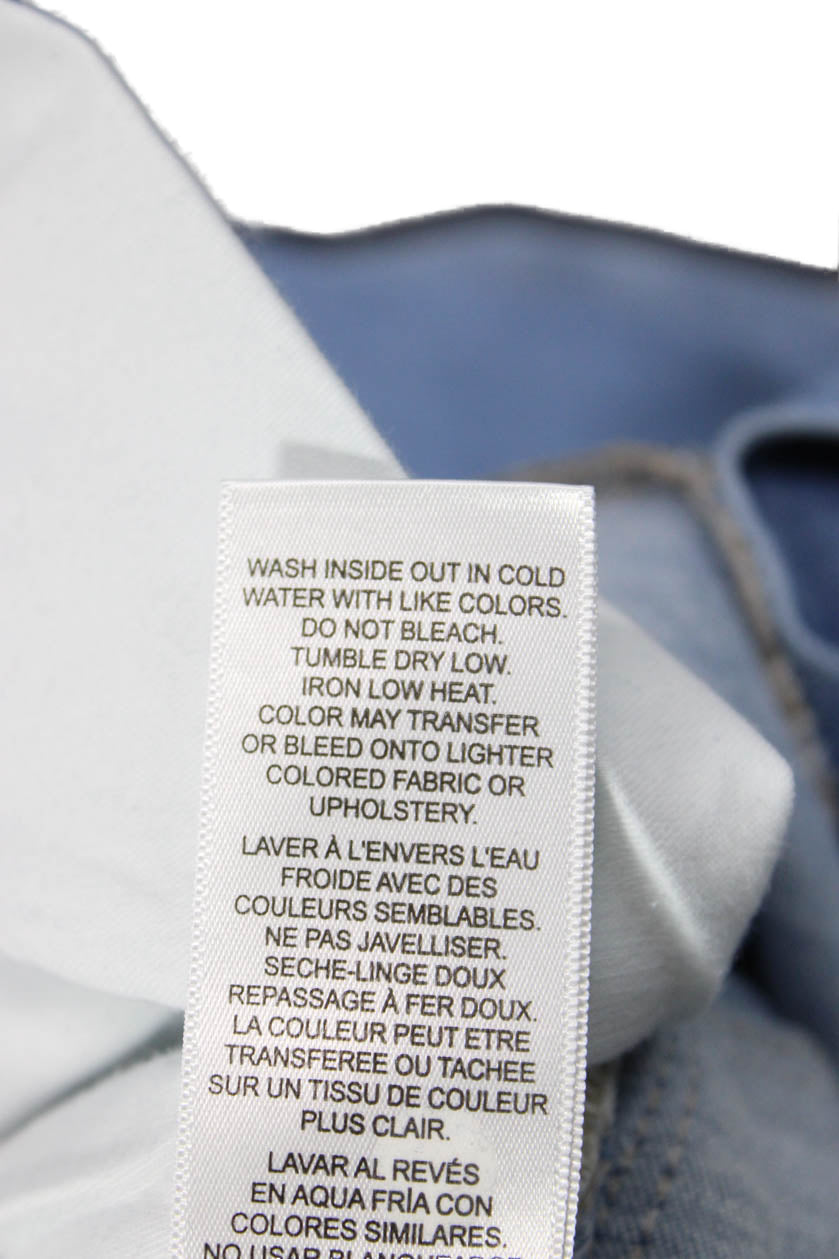 WASH INSIDE OUT IN COLD
WATER WITH LIKE COLORS.
DO NOT BLEACH.
TUMBLE DRY LOW.
IRON LOW HEAT.
COLOR MAY TRANSFER
OR BLEED ONTO LIGHTER
COLORED FABRIC OR
UPHOLSTERY.
LAVER À L'ENVERS L'EAU
FROIDE AVEC DES
COULEURS SEMBLABLES.
NE PAS JAVELLISER.
SECHE-LINGE DOUX
REPASSAGE À FER DOUX.
LA COULEUR PEUT ETRE
TRANSFEREE OU TACHEE
SUR UN TISSU DE COULEUR
PLUS CLAIR.
LAVAR AL REVÉS
EN AQUA FRÍA CON
COLORES SIMILARES.
NO USAR